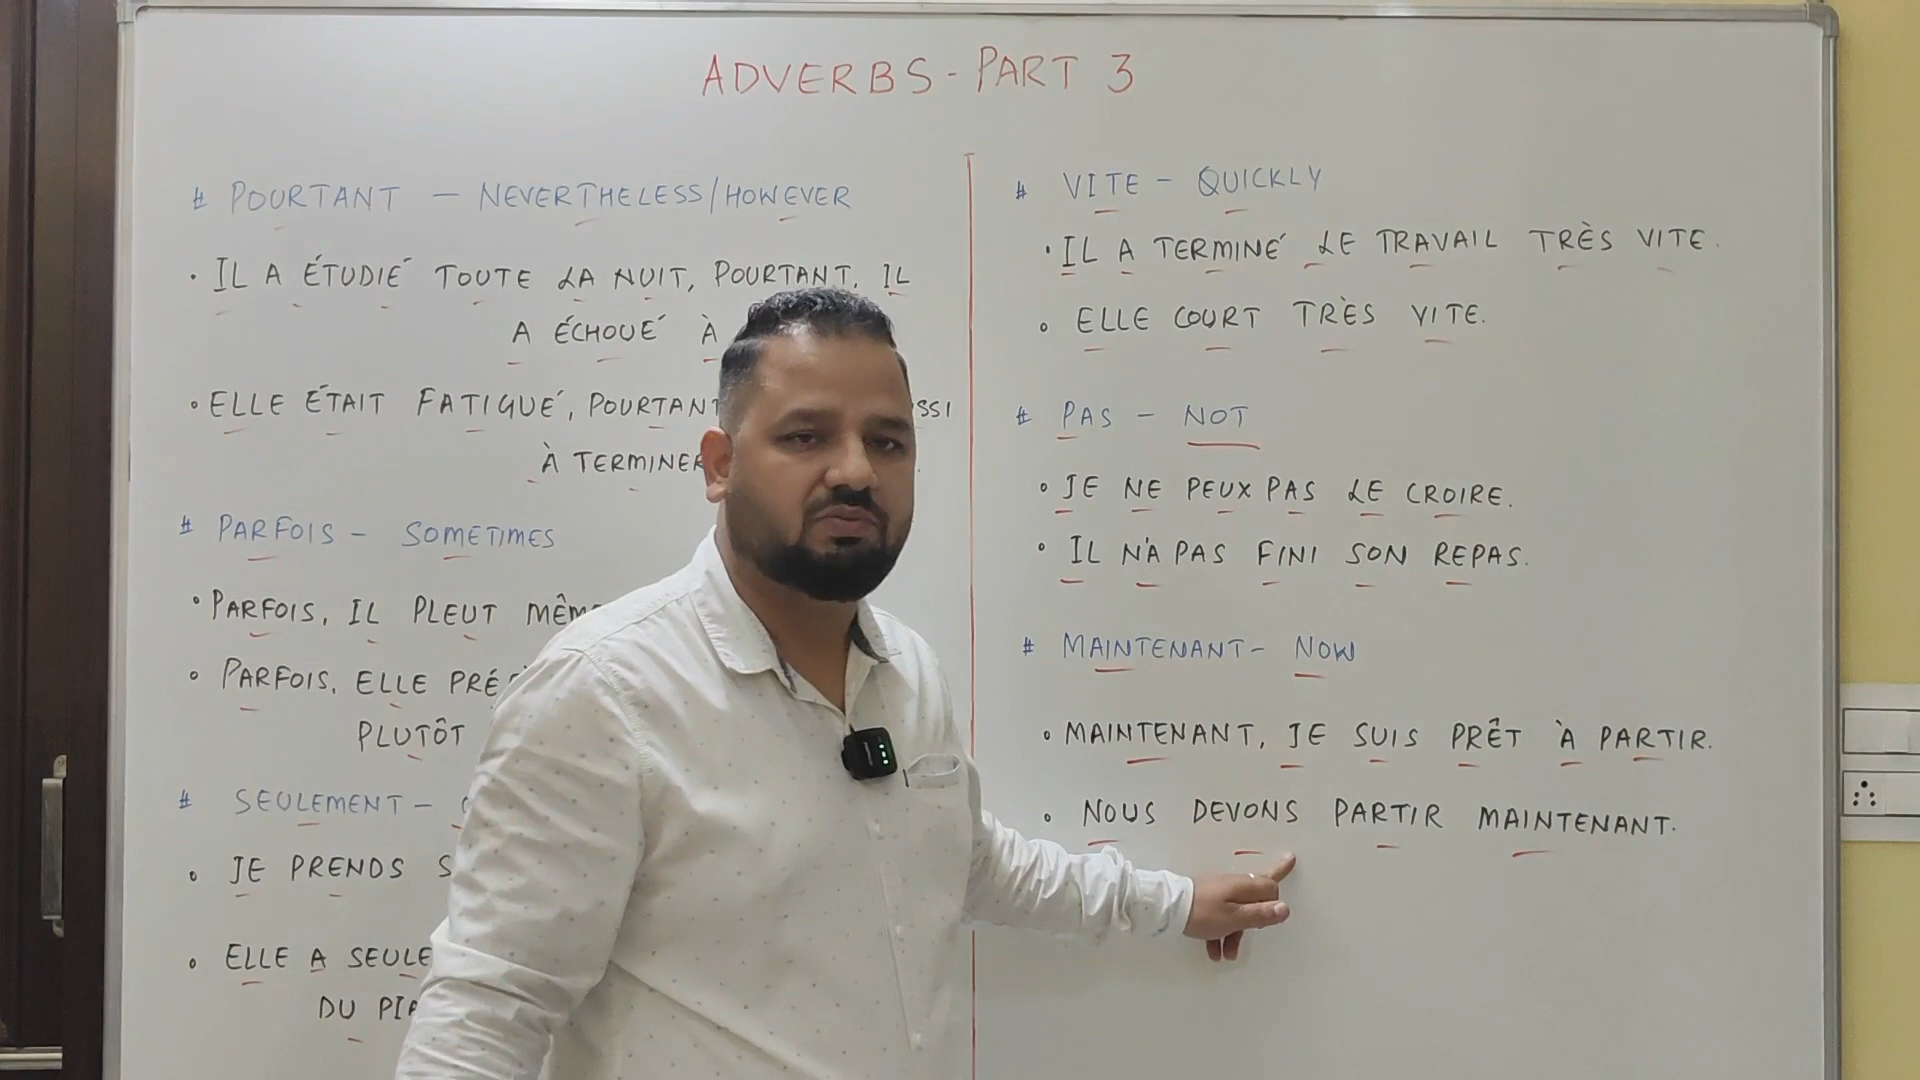 ADVERBS - PART 3
# POURTANT - NEVERTHELESS/HOWEVER
· IL A ÉTUDIÉ TOUTE LA NUIT, POURTANT, IL
A ÉCHOUÉ À
· ELLE ÉTAIT FATIGUÉ, POURTANT
À TERMINER
# PARFOIS - SOMETIMES
· PARFOIS, IL PLEUT
· PARFOIS, ELLE
PLUTÔT
# SEULEMENT -
· JE PRENDS
· ELLE A
DU
# VITE - QUICKLY
· IL A TERMINÉ LE TRAVAIL TRÈS VITE.
· ELLE COURT TRÈS VITE.
# PAS - NOT
· JE NE PEUX PAS LE CROIRE.
· IL N'A PAS FINI SON REPAS.
# MAINTENANT - NOW
· MAINTENANT, JE SUIS PRÊT À PARTIR.
· NOUS DEVONS PARTIR MAINTENANT.